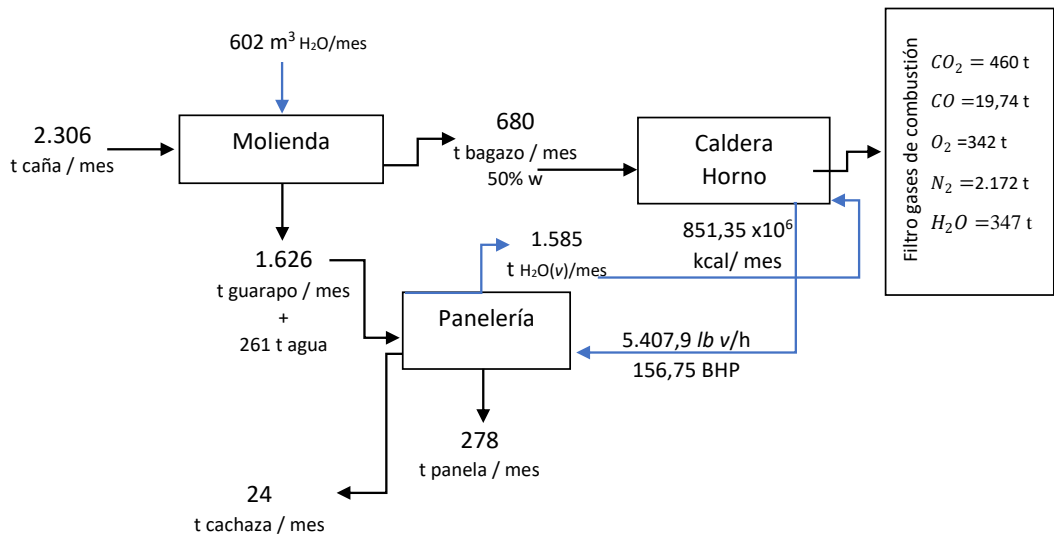 602 m³ H₂O/mes
2.306
t caña / mes
Molienda
680
t bagazo / mes
50% w
Caldera
Horno
Filtro gases de combustión
CO₂ = 460 t
CO =19,74 t
O₂ =342 t
N₂ =2.172 t
H₂O =347 t
1.626
t guarapo / mes
+
261 t agua
1.585
t H₂O(v)/mes
851,35 x10⁶
kcal/ mes
Panelería
5.407,9 lb v/h
156,75 BHP
278
t panela / mes
24
t cachaza / mes